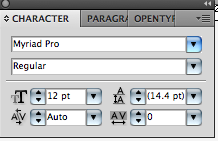 CHARACTER PARAGRA OPENTYP
Myriad Pro
Regular
12 pt (14.4 pt)
Auto 0